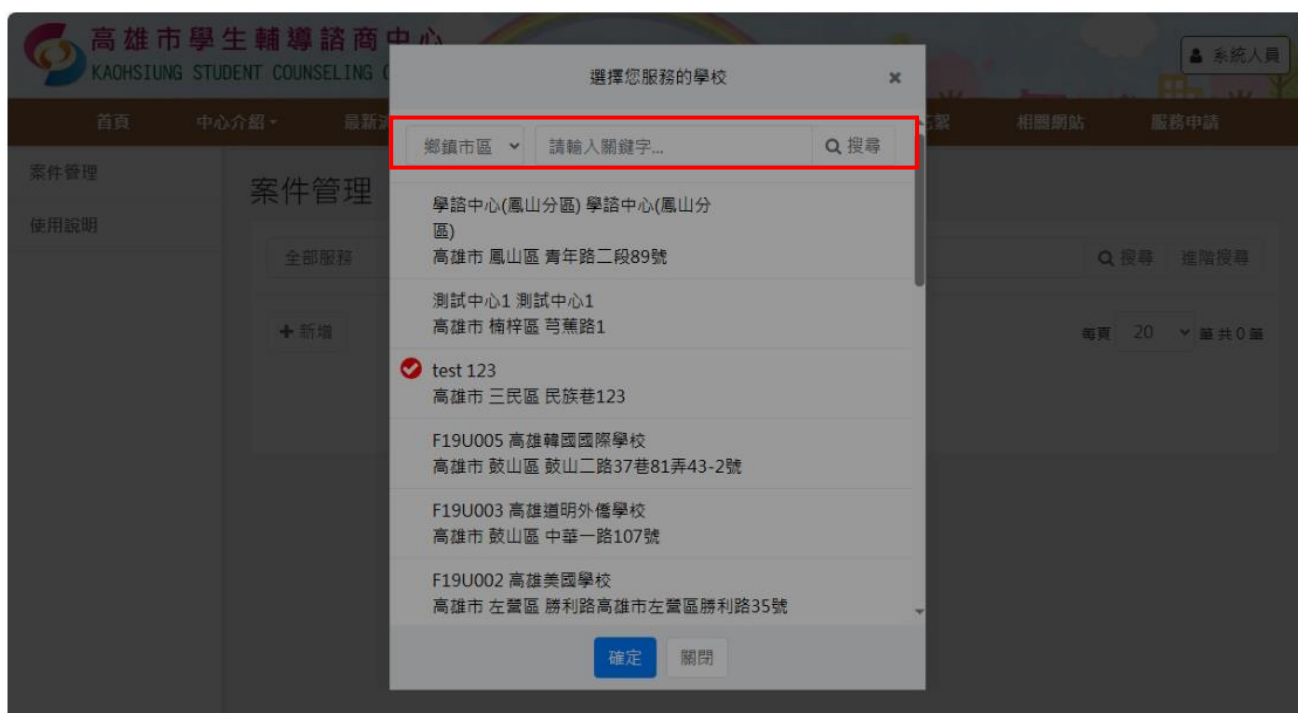 高雄市學生輔導諮商中心
KAOHSIUNG STUDENT COUNSELING
系統人員
首頁 中心介紹 最新 絮 相關網站 服務申請
案件管理
使用說明
案件管理
全部服務
搜尋 進階搜尋
新增
每頁 20 筆 共 0 筆
選擇您服務的學校 ×
鄉鎮市區 請輸入關鍵字... 搜尋
學諮中心(鳳山分區) 學諮中心(鳳山分
區)
高雄市 鳳山區 青年路二段89號
測試中心1 測試中心1
高雄市 楠梓區 芎蕉路1
test 123
高雄市 三民區 民族巷123
F19U005 高雄韓國國際學校
高雄市 鼓山區 鼓山二路37巷81弄43-2號
F19U003 高雄道明外僑學校
高雄市 鼓山區 中華一路107號
F19U002 高雄美國學校
高雄市 左營區 勝利路高雄市左營區勝利路35號
確定 關閉